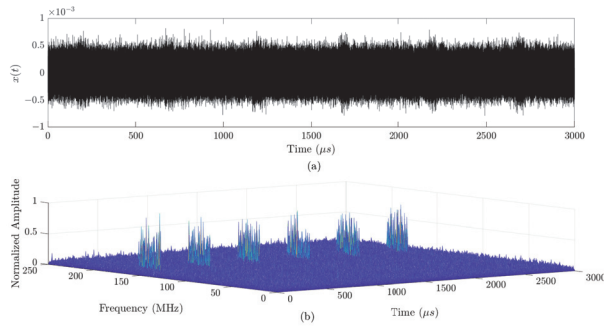 ×10⁻³
1
0.5
0
−0.5
−1
x(t)
0 500 1000 1500 2000 2500 3000
Time (μs)
(a)
Normalized Amplitude
1
0.5
0
250 200 150 100 50 0
Frequency (MHz)
0 500 1000 1500 2000 2500 3000
Time (μs)
(b)